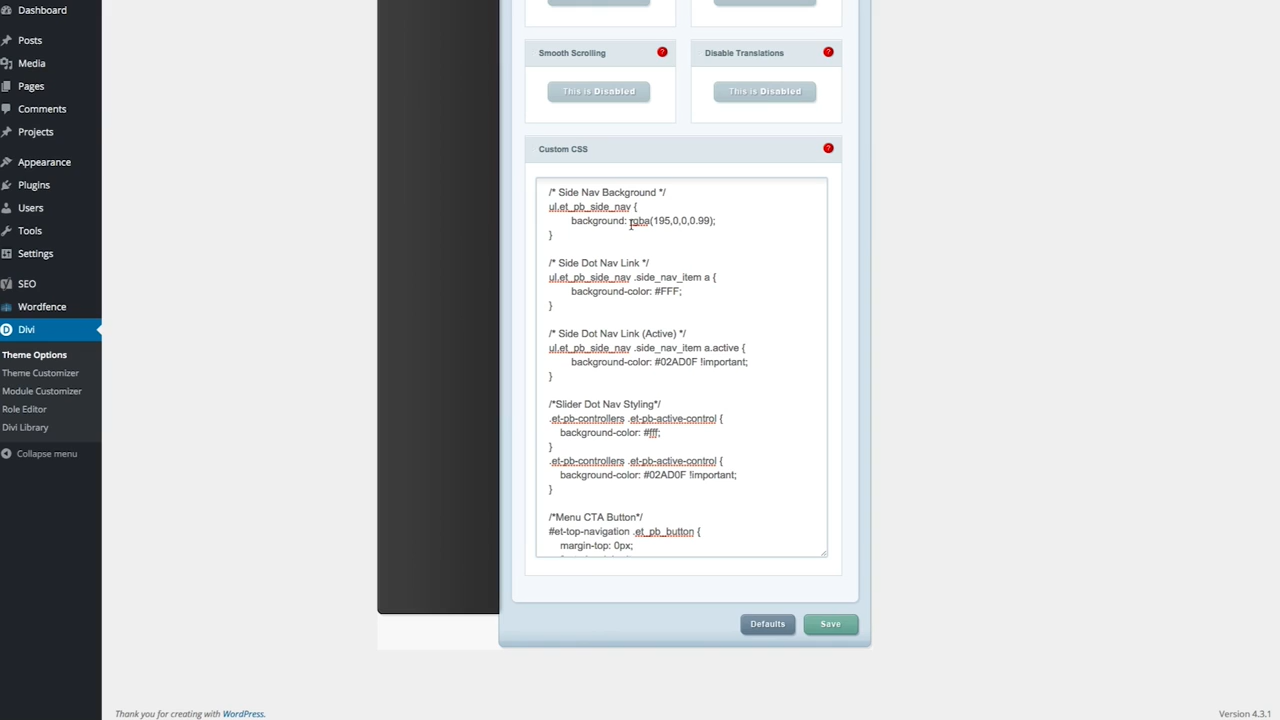 Dashboard
Posts
Media
Pages
Comments
Projects
Appearance
Plugins
Users
Tools
Settings
SEO
Wordfence
Divi
Theme Options
Theme Customizer
Module Customizer
Role Editor
Divi Library
Collapse menu
Smooth Scrolling ?
Disable Translations ?
This is Disabled
This is Disabled
Custom CSS ?
/* Side Nav Background */
ul.et_pb_side_nav {
background: rgba(195,0,0,0.99);
}
/* Side Dot Nav Link */
ul.et_pb_side_nav .side_nav_item a {
background-color: #FFF;
}
/* Side Dot Nav Link (Active) */
ul.et_pb_side_nav .side_nav_item a.active {
background-color: #02AD0F !important;
}
/*Slider Dot Nav Styling*/
.et-pb-controllers .et-pb-active-control {
background-color: #fff;
}
.et-pb-controllers .et-pb-active-control {
background-color: #02AD0F !important;
}
/*Menu CTA Button*/
#et-top-navigation .et_pb_button {
margin-top: 0px;
Defaults
Save
Thank you for creating with WordPress.
Version 4.3.1